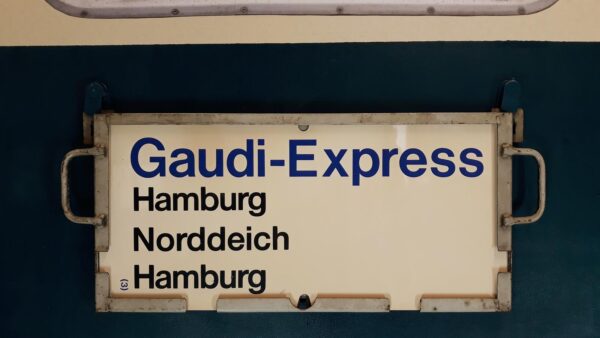 Gaudi-Express
Hamburg
Norddeich
Hamburg
(3)